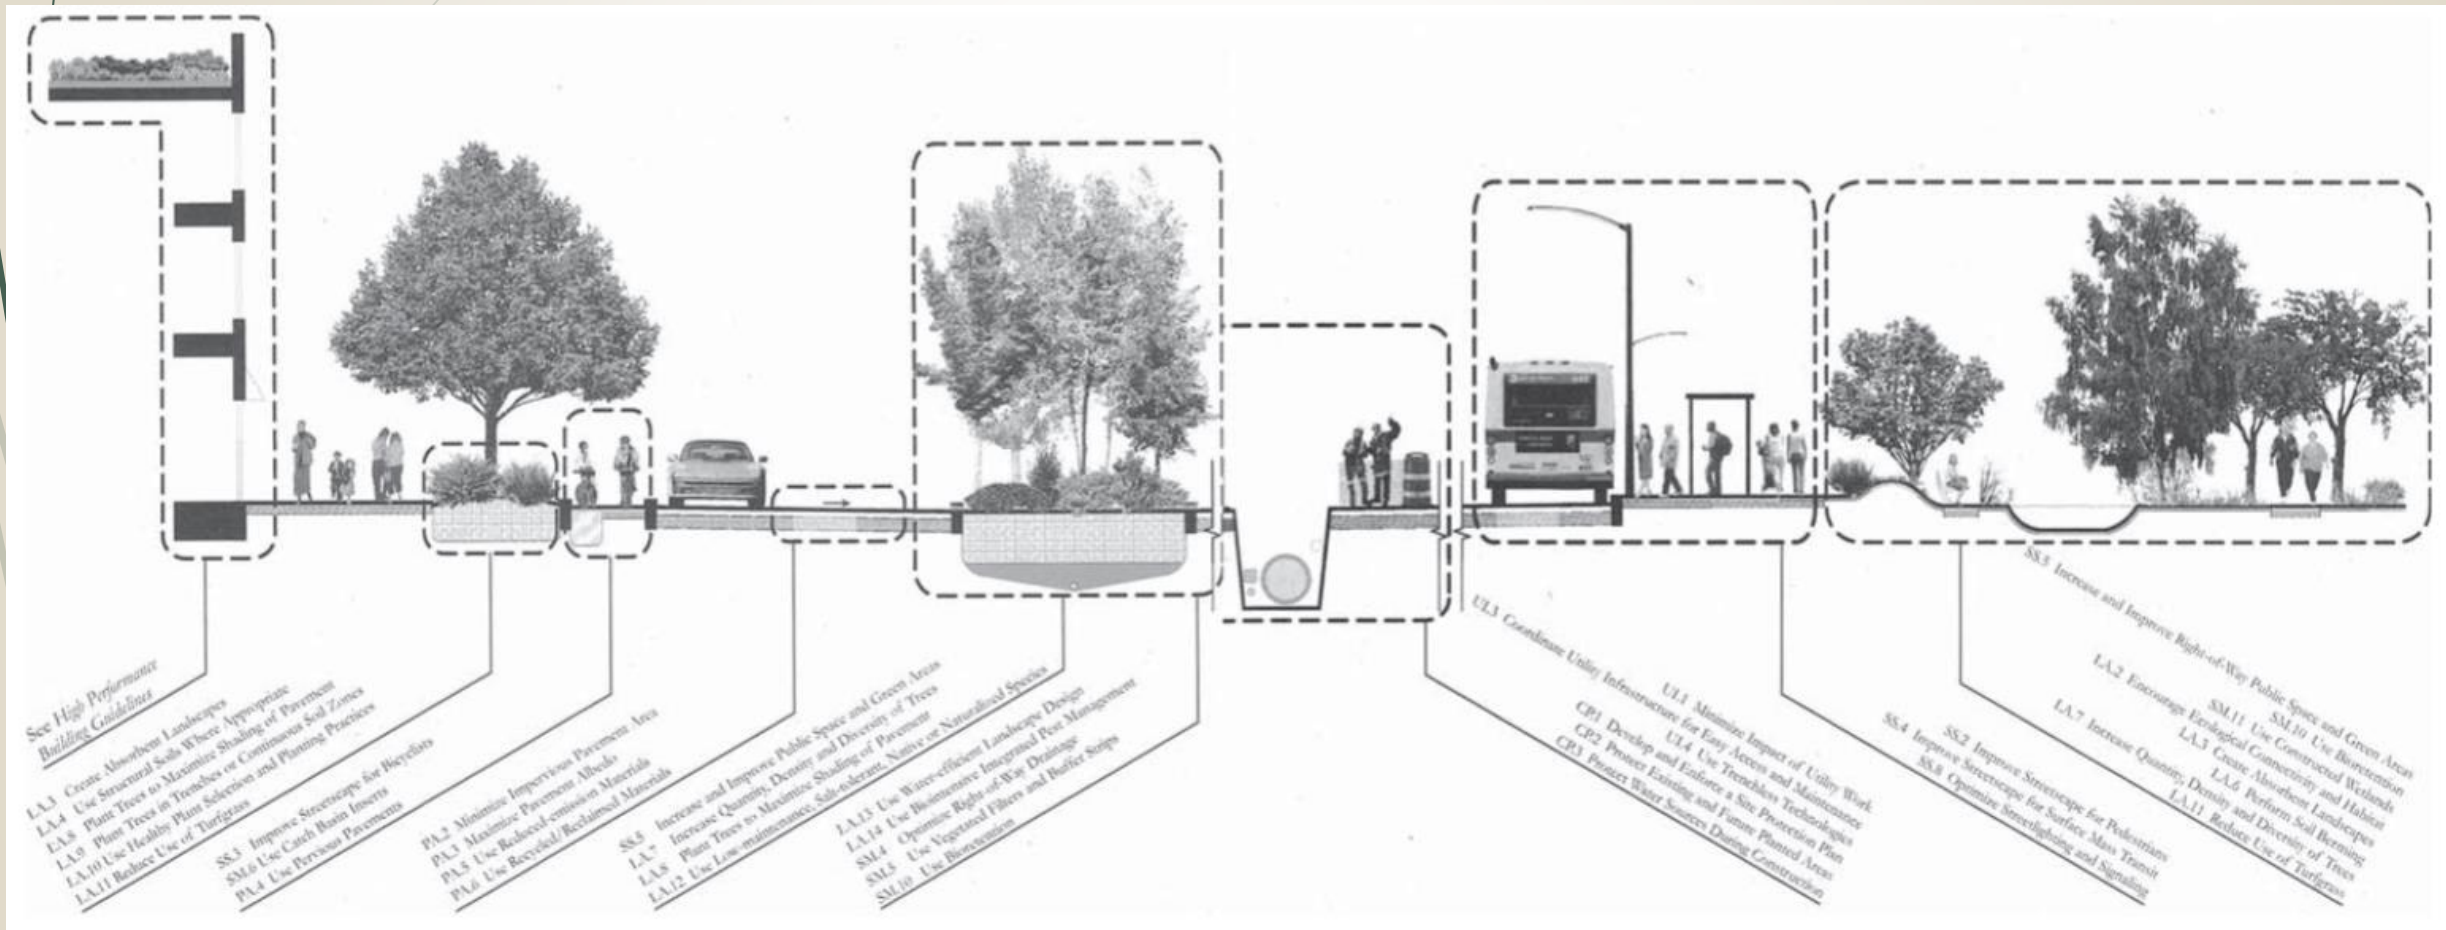 See High Performance
Building Guidelines
LA.3 Create Absorbent Landscapes
LA.4 Use Structural Soils Where Appropriate
LA.8 Plant Trees to Maximize Shading of Pavement
LA.9 Plant Trees in Trenches or Continuous Soil Zones
LA.10 Use Healthy Plant Selection and Planting Practices
LA.11 Reduce Use of Turfgrass
SS.3 Improve Streetscape for Bicyclists
SM.6 Use Catch Basin Inserts
PA.4 Use Pervious Pavements
PA.2 Minimize Impervious Pavement Area
PA.3 Maximize Pavement Albedo
PA.5 Use Reduced-emission Materials
PA.6 Use Recycled/Reclaimed Materials
SS.5 Increase and Improve Public Space and Green Areas
LA.7 Increase Quantity, Density and Diversity of Trees
LA.8 Plant Trees to Maximize Shading of Pavement
LA.12 Use Low-maintenance, Salt-tolerant, Native or Naturalized Species
LA.13 Use Water-efficient Landscape Design
LA.14 Use Biointensive Integrated Pest Management
SM.4 Optimize Right-of-Way Drainage
SM.5 Use Vegetated Filters and Buffer Strips
SM.10 Use Bioretention
UI.1 Minimize Impact of Utility Work
UI.3 Coordinate Utility Infrastructure for Easy Access and Maintenance
UI.4 Use Trenchless Technologies
CP.1 Develop and Enforce a Site Protection Plan
CP.2 Protect Existing and Future Planted Areas
CP.3 Protect Water Sources During Construction
SS.2 Improve Streetscape for Pedestrians
SS.4 Improve Streetscape for Surface Mass Transit
SS.8 Optimize Streetlighting and Signaling
SS.5 Increase and Improve Right-of-Way Public Space and Green Areas
SM.10 Use Bioretention
SM.11 Use Constructed Wetlands
LA.2 Encourage Ecological Connectivity and Habitat
LA.3 Create Absorbent Landscapes
LA.6 Perform Soil Berming
LA.7 Increase Quantity, Density and Diversity of Trees
LA.11 Reduce Use of Turfgrass